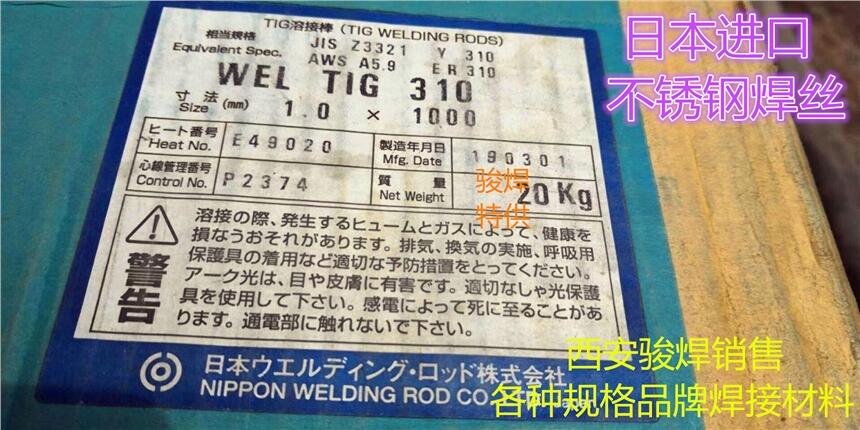 TIG溶接棒 (TIG WELDING RODS)
相当規格 JIS Z3321 Y 310
Equivalent Spec. AWS A5.9 ER310
WEL TIG 310
寸法 1.0 × 1000
Size (mm)
ヒート番号 E49020
Heat No.
製造年月日 190301
Mfg. Date
心線管理番号 P2374
Control No.
質量 20Kg
Net Weight
警告
溶接の際、発生するヒュームとガスによって、健康を
損なうおそれがあります。排気、換気の実施、呼吸用
保護具の着用など適切な予防措置をとってください。
アーク光は、目や皮膚に有害です。適切なしゃ光保護
具を使用して下さい。感電によって死に至ることがあ
ります。通電部に触れないで下さい。
日本ウエルディング・ロッド株式会社
NIPPON WELDING ROD CO. Japan
日本进口
不锈钢焊丝
骏焊
特供
西安骏焊销售
各种规格品牌焊接材料